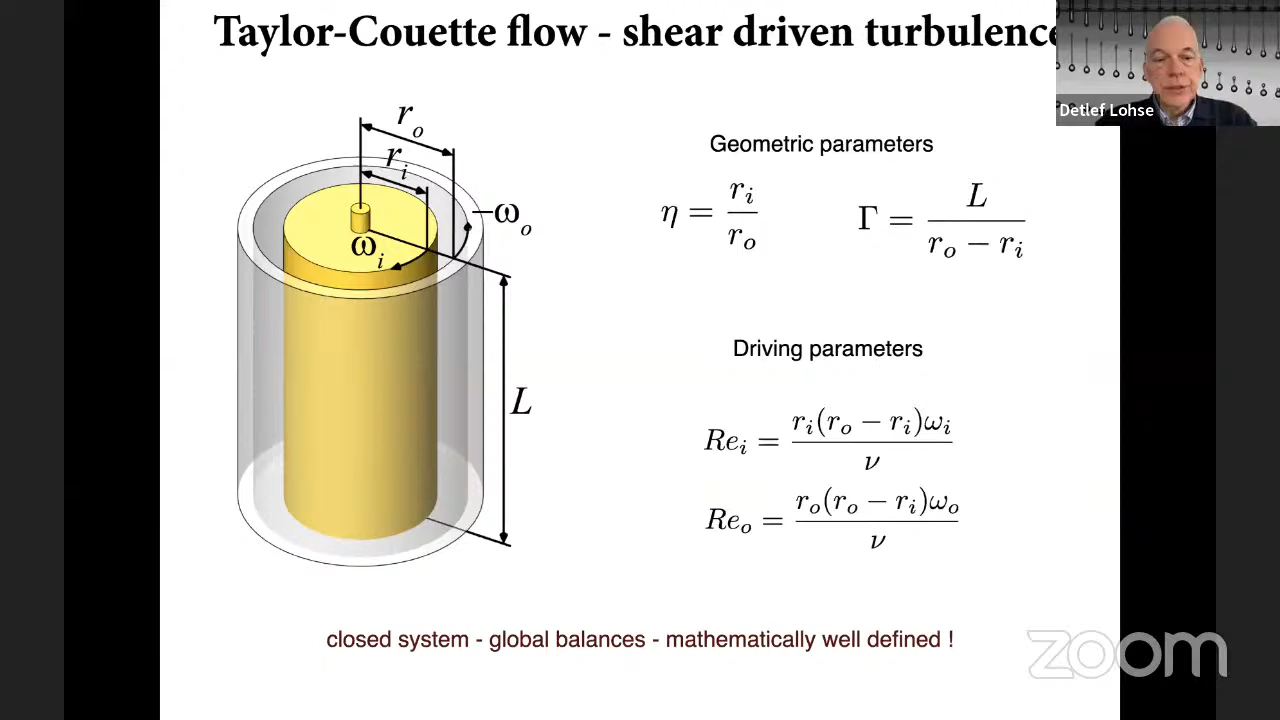 Taylor-Couette flow - shear driven turbulence
Detlef Lohse
r_o
r_i
ω_i
ω_o
L
Geometric parameters
η = r_i / r_o
Γ = L / (r_o − r_i)
Driving parameters
Re_i = r_i(r_o − r_i)ω_i / ν
Re_o = r_o(r_o − r_i)ω_o / ν
closed system - global balances - mathematically well defined !
zoom